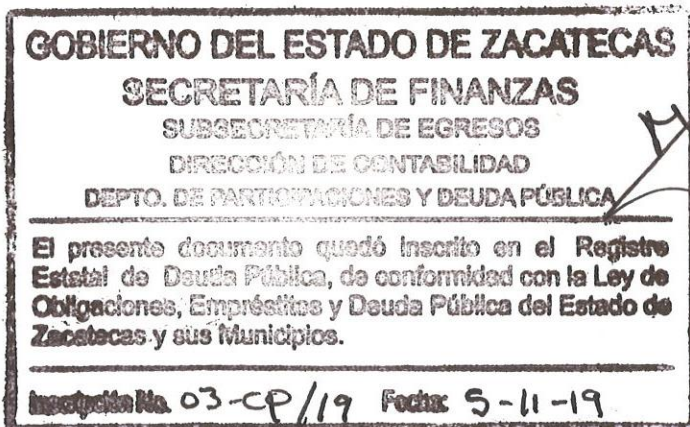 GOBIERNO DEL ESTADO DE ZACATECAS
SECRETARÍA DE FINANZAS
SUBSECRETARÍA DE EGRESOS
DIRECCIÓN DE CONTABILIDAD
DEPTO. DE PARTICIPACIONES Y DEUDA PÚBLICA
El presente documento quedó inscrito en el Registro
Estatal de Deuda Pública, de conformidad con la Ley de
Obligaciones, Empréstitos y Deuda Pública del Estado de
Zacatecas y sus Municipios.
Inscripción No. 03-CP/19 Fecha: 5-11-19